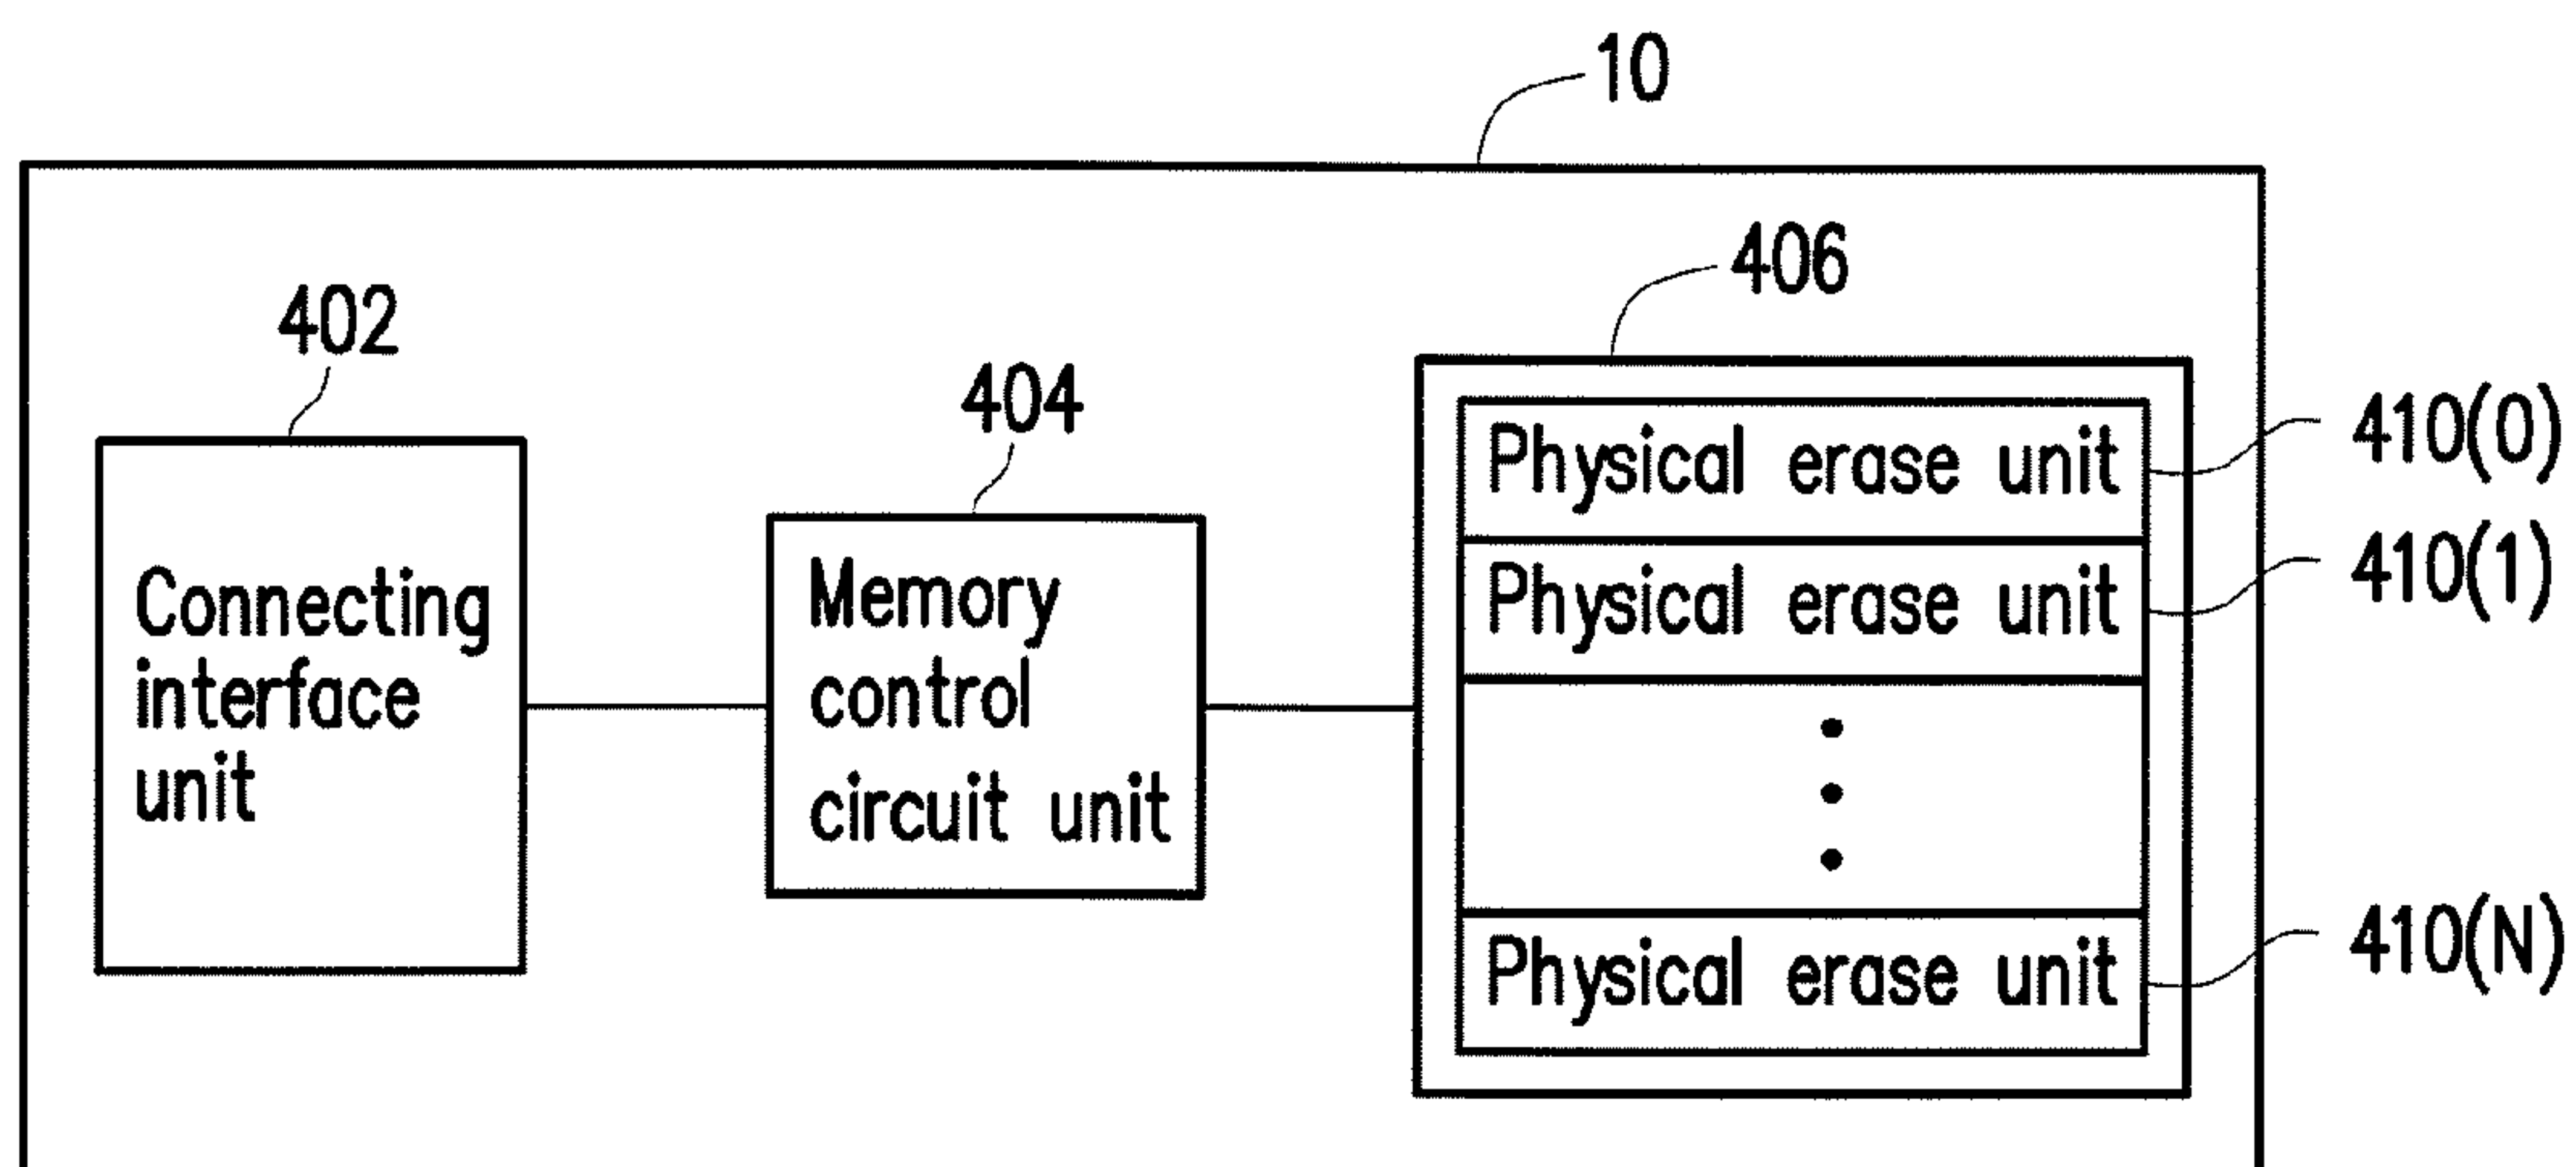 10
406
402
404
410(0)
Physical erase unit
410(1)
Physical erase unit
Connecting
interface
unit
Memory
control
circuit unit
410(N)
Physical erase unit